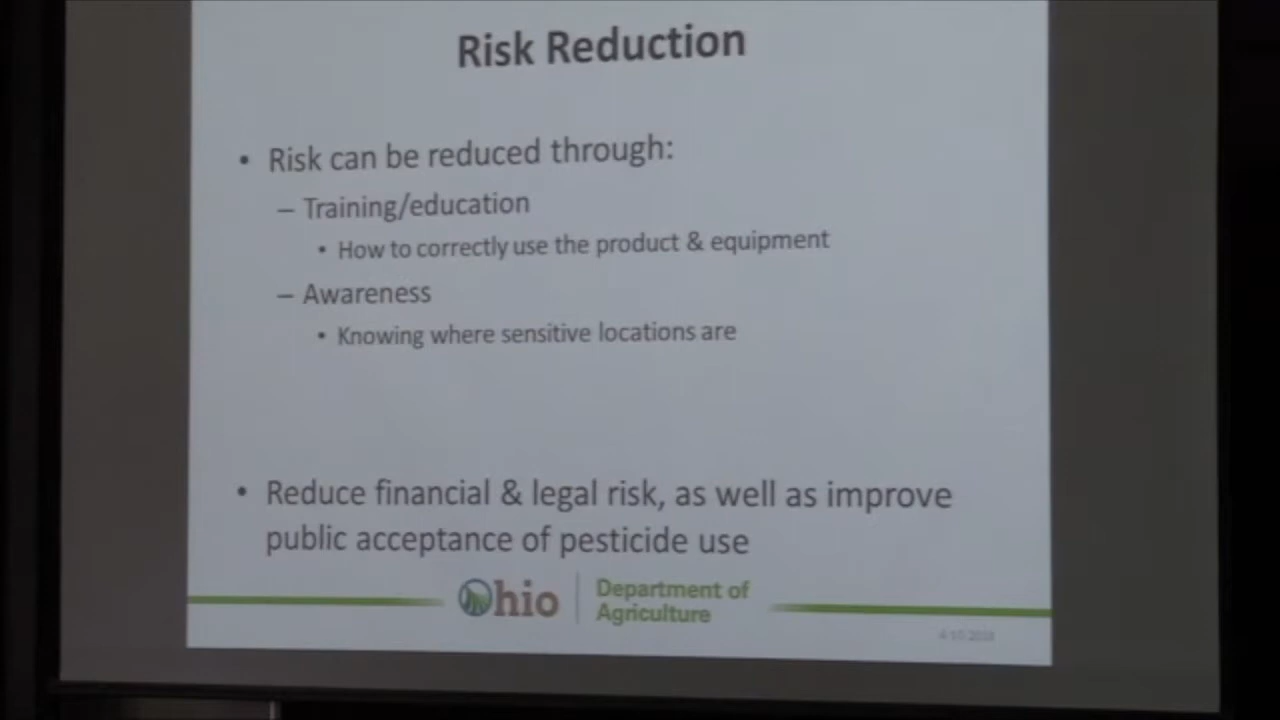 Risk Reduction
• Risk can be reduced through:
– Training/education
• How to correctly use the product & equipment
– Awareness
• Knowing where sensitive locations are
• Reduce financial & legal risk, as well as improve
public acceptance of pesticide use
Ohio
Department of
Agriculture